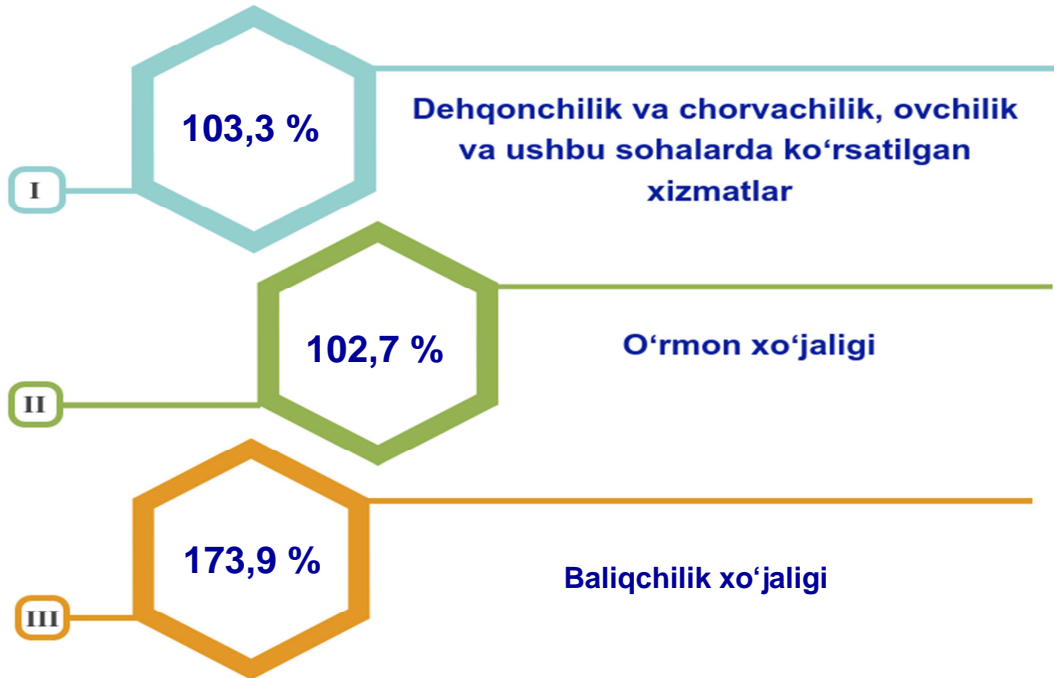 103,3 %
Dehqonchilik va chorvachilik, ovchilik
va ushbu sohalarda ko‘rsatilgan
xizmatlar
I
102,7 %
O‘rmon xo‘jaligi
II
173,9 %
Baliqchilik xo‘jaligi
III